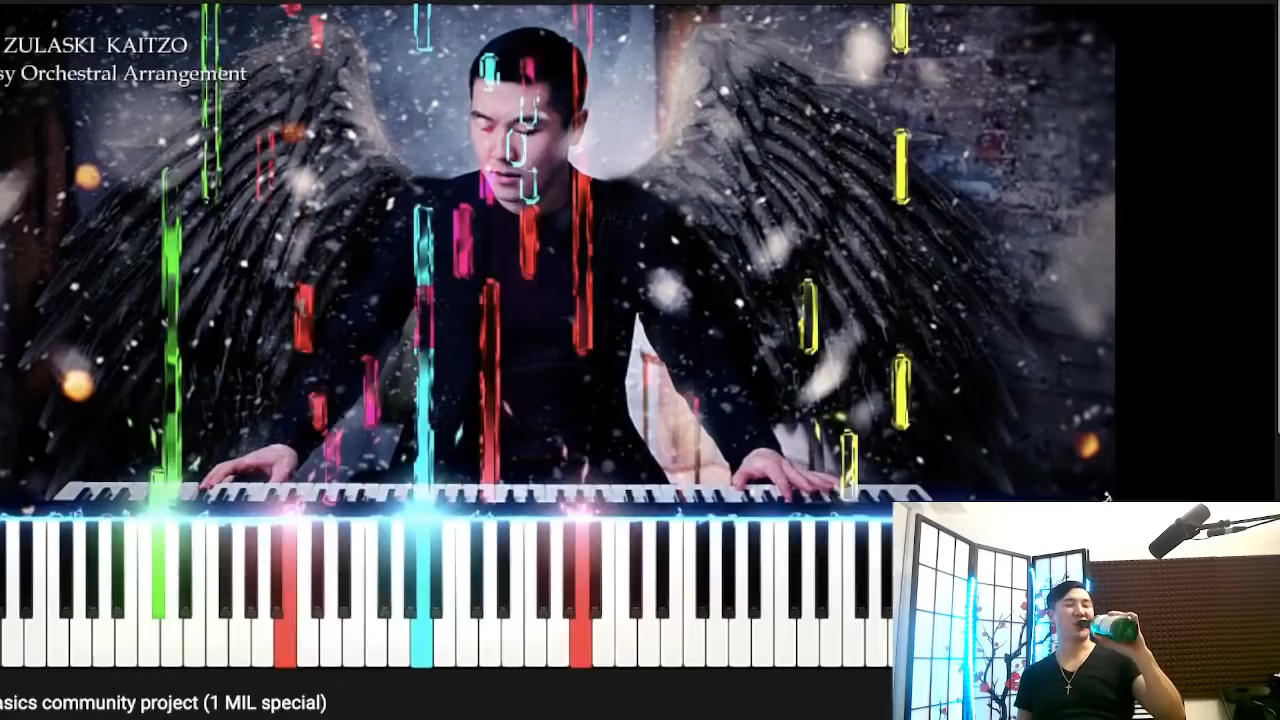 ZULASKI KAITZO
sy Orchestral Arrangement
asics community project (1 MIL special)